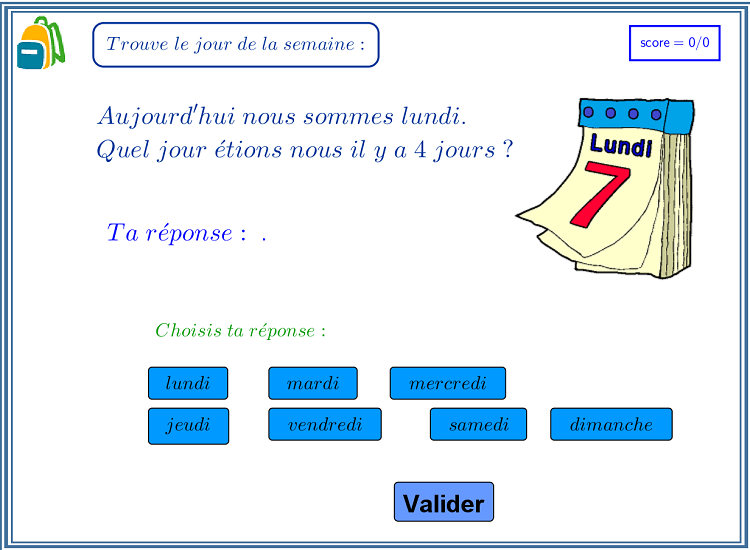 Trouve le jour de la semaine :
score = 0/0
Aujourd'hui nous sommes lundi.
Quel jour étions nous il y a 4 jours ?
Lundi
7
Ta réponse : .
Choisis ta réponse :
lundi mardi mercredi
jeudi vendredi samedi dimanche
Valider